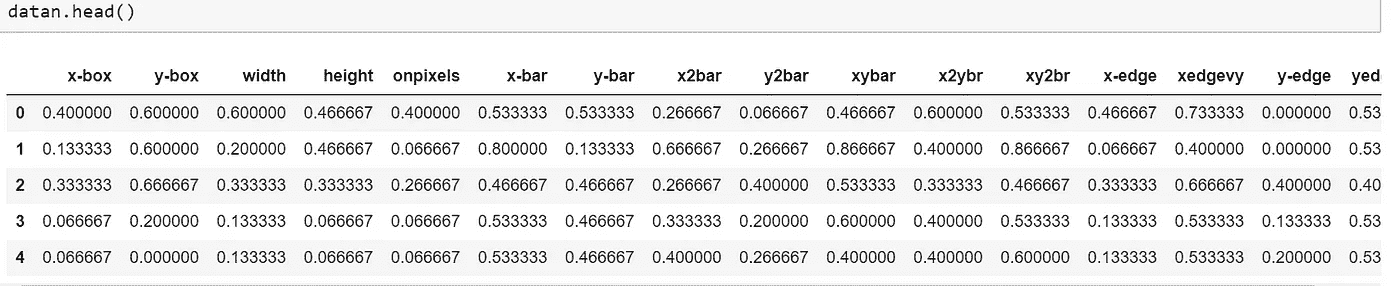 datan.head()
x-box y-box width height onpixels x-bar y-bar x2bar y2bar xybar x2ybr xy2br x-edge xedgevy y-edge yed
0 0.400000 0.600000 0.600000 0.466667 0.400000 0.533333 0.533333 0.266667 0.066667 0.466667 0.600000 0.533333 0.466667 0.733333 0.000000 0.53
1 0.133333 0.600000 0.200000 0.466667 0.066667 0.800000 0.133333 0.666667 0.266667 0.866667 0.400000 0.866667 0.066667 0.400000 0.000000 0.53
2 0.333333 0.666667 0.333333 0.333333 0.266667 0.466667 0.466667 0.266667 0.400000 0.533333 0.333333 0.466667 0.333333 0.666667 0.400000 0.40
3 0.066667 0.200000 0.133333 0.066667 0.066667 0.533333 0.466667 0.333333 0.200000 0.600000 0.400000 0.533333 0.133333 0.533333 0.133333 0.53
4 0.066667 0.000000 0.133333 0.066667 0.066667 0.533333 0.466667 0.400000 0.266667 0.400000 0.400000 0.600000 0.133333 0.533333 0.200000 0.53